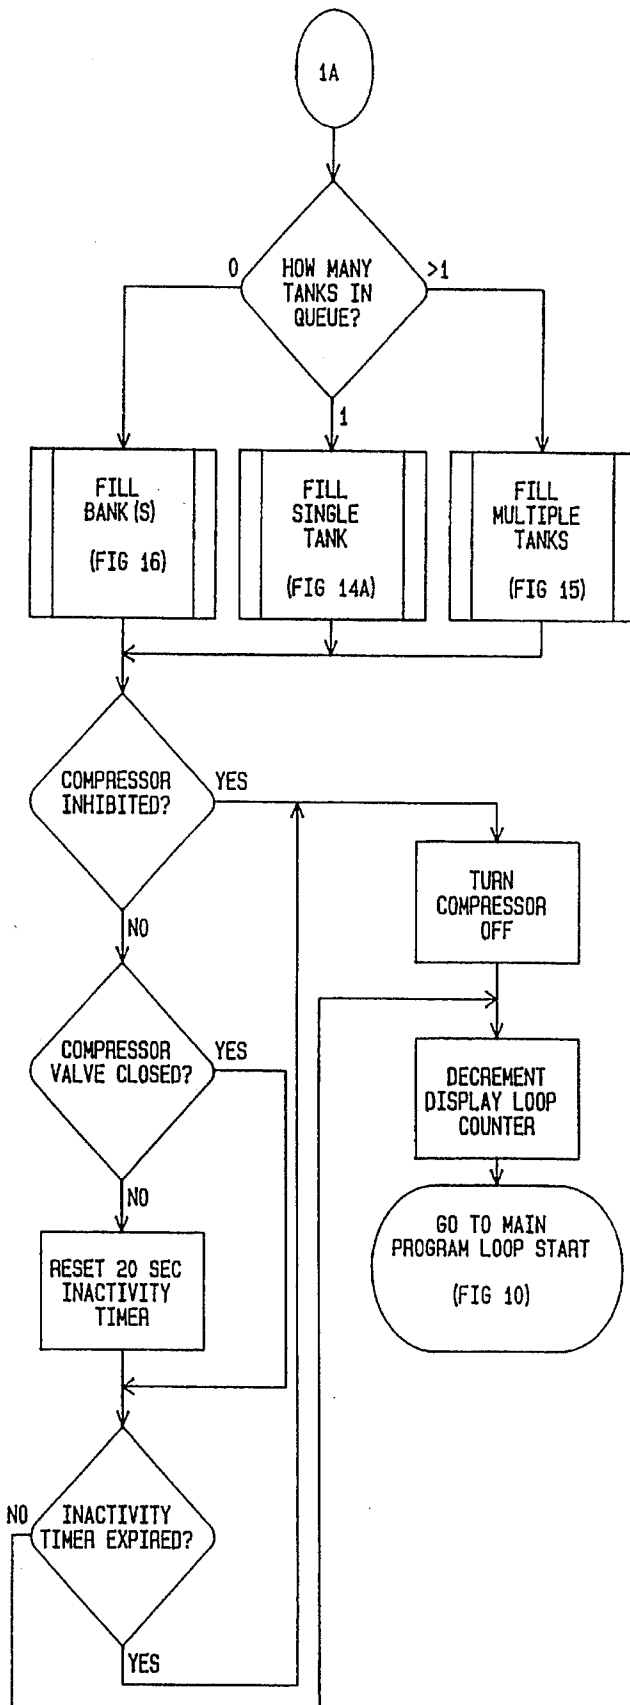 1A
HOW MANY
TANKS IN
QUEUE?
0
>1
1
FILL
BANK(S)
(FIG 16)
FILL
SINGLE
TANK
(FIG 14A)
FILL
MULTIPLE
TANKS
(FIG 15)
COMPRESSOR
INHIBITED?
YES
NO
TURN
COMPRESSOR
OFF
COMPRESSOR
VALVE CLOSED?
YES
NO
DECREMENT
DISPLAY LOOP
COUNTER
GO TO MAIN
PROGRAM LOOP START
(FIG 10)
RESET 20 SEC
INACTIVITY
TIMER
INACTIVITY
TIMER EXPIRED?
NO
YES